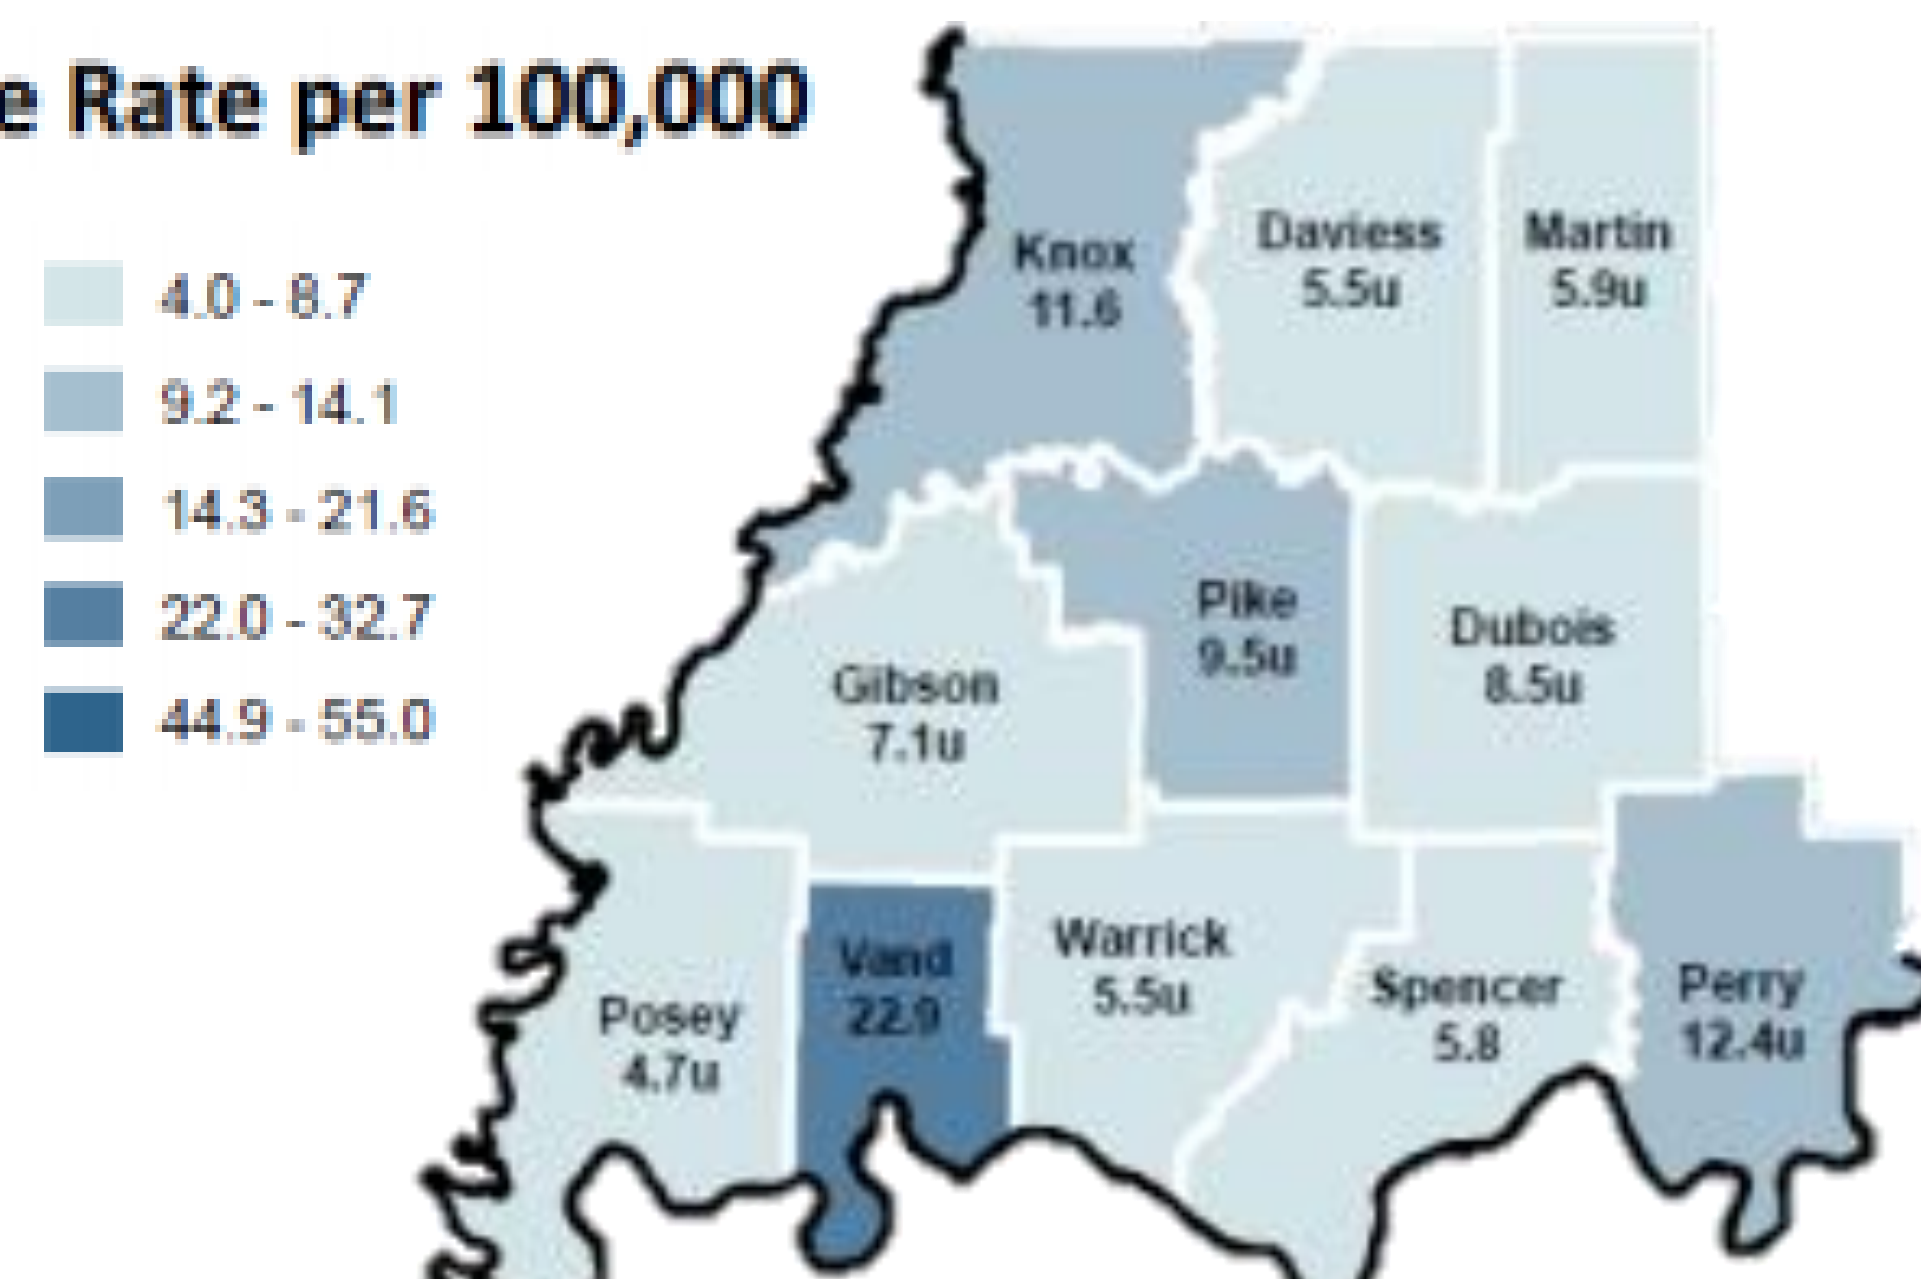 e Rate per 100,000
4.0 - 8.7
9.2 - 14.1
14.3 - 21.6
22.0 - 32.7
44.9 - 55.0
Knox
11.6
Daviess
5.5u
Martin
5.9u
Pike
9.5u
Dubois
8.5u
Gibson
7.1u
Posey
4.7u
Vand
22.9
Warrick
5.5u
Spencer
5.8
Perry
12.4u